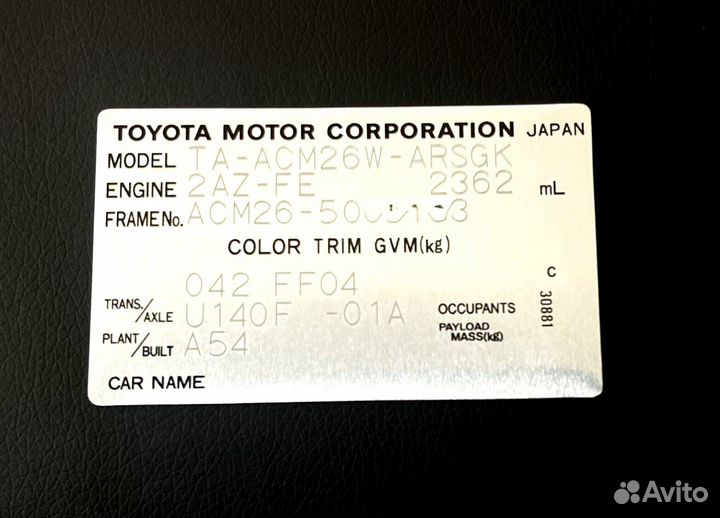 TOYOTA MOTOR CORPORATION JAPAN
MODEL TA-ACM26W-ARSGK
ENGINE 2AZ-FE 2362 mL
FRAME No.
COLOR TRIM GVM(kg)
042 FF04
TRANS./AXLE U140F -01A
OCCUPANTS
PAYLOAD MASS(kg)
PLANT/BUILT A54
CAR NAME
C 30881
Avito